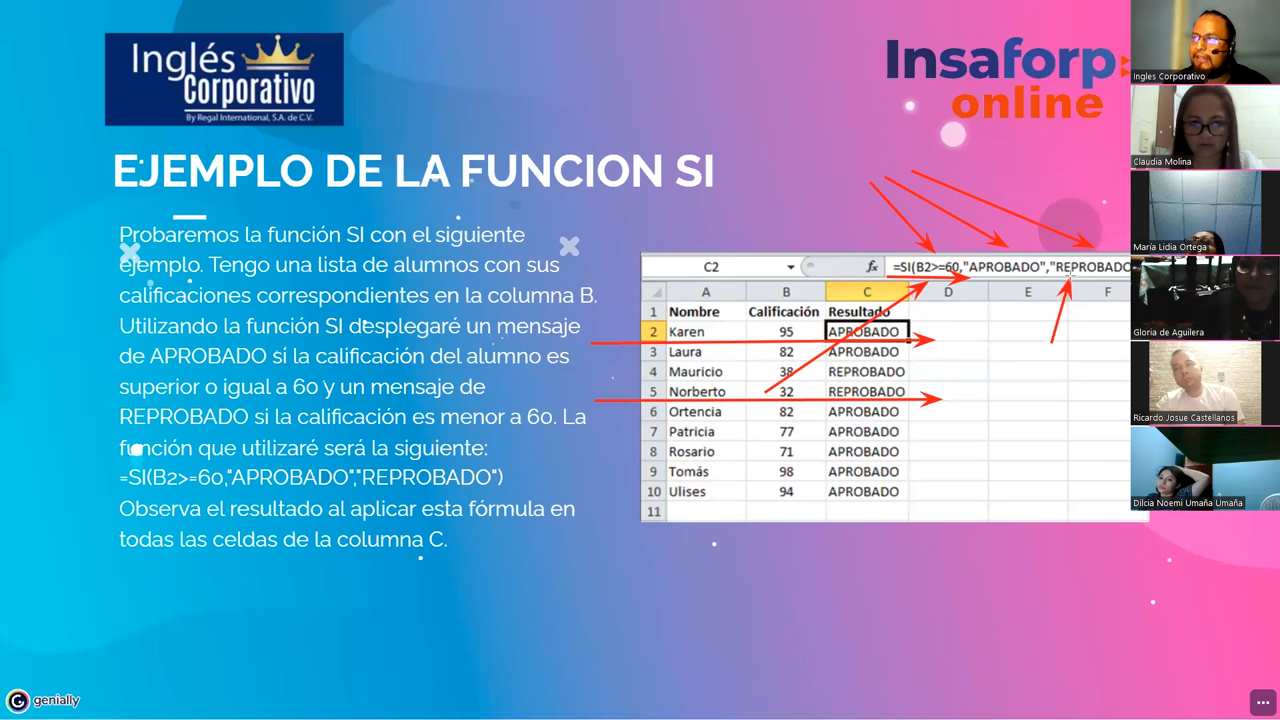 Inglés
Corporativo
By Regal International, S.A. de C.V.
Insaforp
online
EJEMPLO DE LA FUNCION SI
Probaremos la función SI con el siguiente
ejemplo. Tengo una lista de alumnos con sus
calificaciones correspondientes en la columna B.
Utilizando la función SI desplegaré un mensaje
de APROBADO si la calificación del alumno es
superior o igual a 60 y un mensaje de
REPROBADO si la calificación es menor a 60. La
función que utilizaré será la siguiente:
=SI(B2>=60,"APROBADO","REPROBADO")
Observa el resultado al aplicar esta fórmula en
todas las celdas de la columna C.
C2 fx =SI(B2>=60,"APROBADO","REPROBADO
A B C D E F
1 Nombre Calificación Resultado
2 Karen 95 APROBADO
3 Laura 82 APROBADO
4 Mauricio 38 REPROBADO
5 Norberto 32 REPROBADO
6 Ortencia 82 APROBADO
7 Patricia 77 APROBADO
8 Rosario 71 APROBADO
9 Tomás 98 APROBADO
10 Ulises 94 APROBADO
11
Ingles Corporativo
Claudia Molina
María Lidia Ortega
Gloria de Aguilera
Ricardo Josue Castellanos
Dilcia Noemi Umaña Umaña
genially